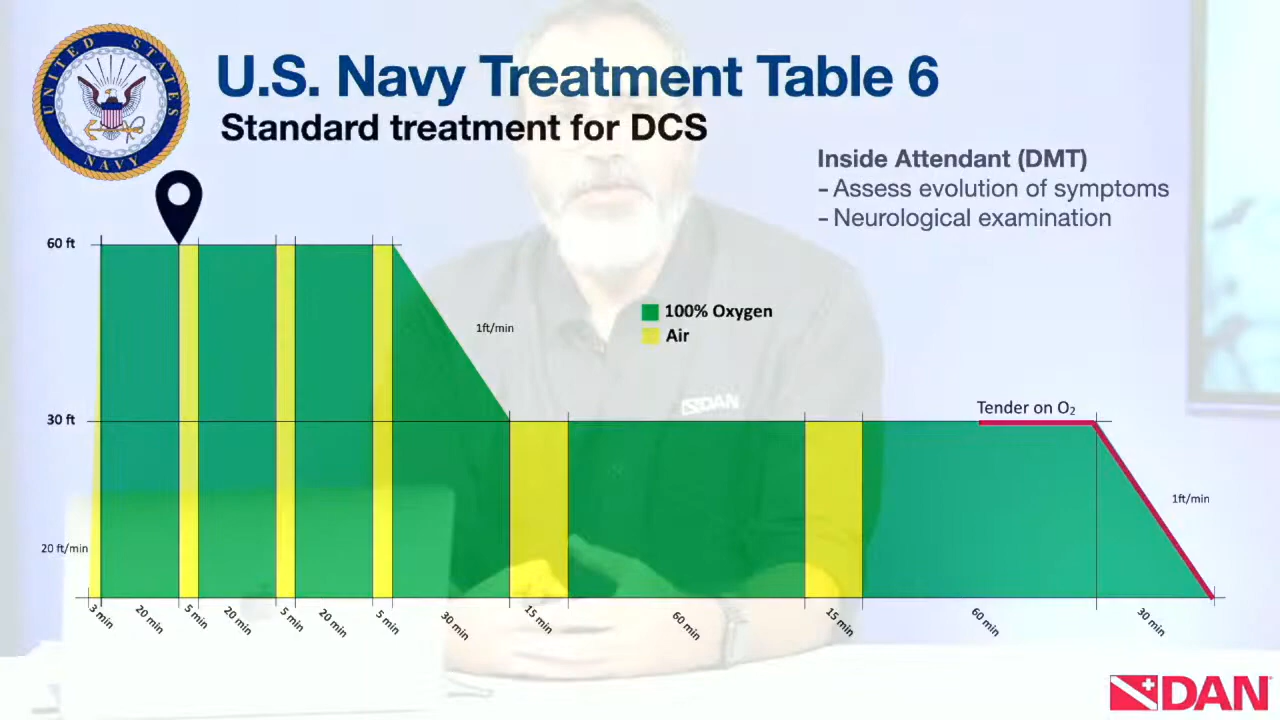 UNITED STATES
NAVY
U.S. Navy Treatment Table 6
Standard treatment for DCS
Inside Attendant (DMT)
- Assess evolution of symptoms
- Neurological examination
60 ft
100% Oxygen
Air
1ft/min
DAN
Tender on O₂
30 ft
1ft/min
20 ft/min
3 min
20 min
5 min
20 min
5 min
20 min
5 min
30 min
15 min
60 min
15 min
60 min
30 min
DAN